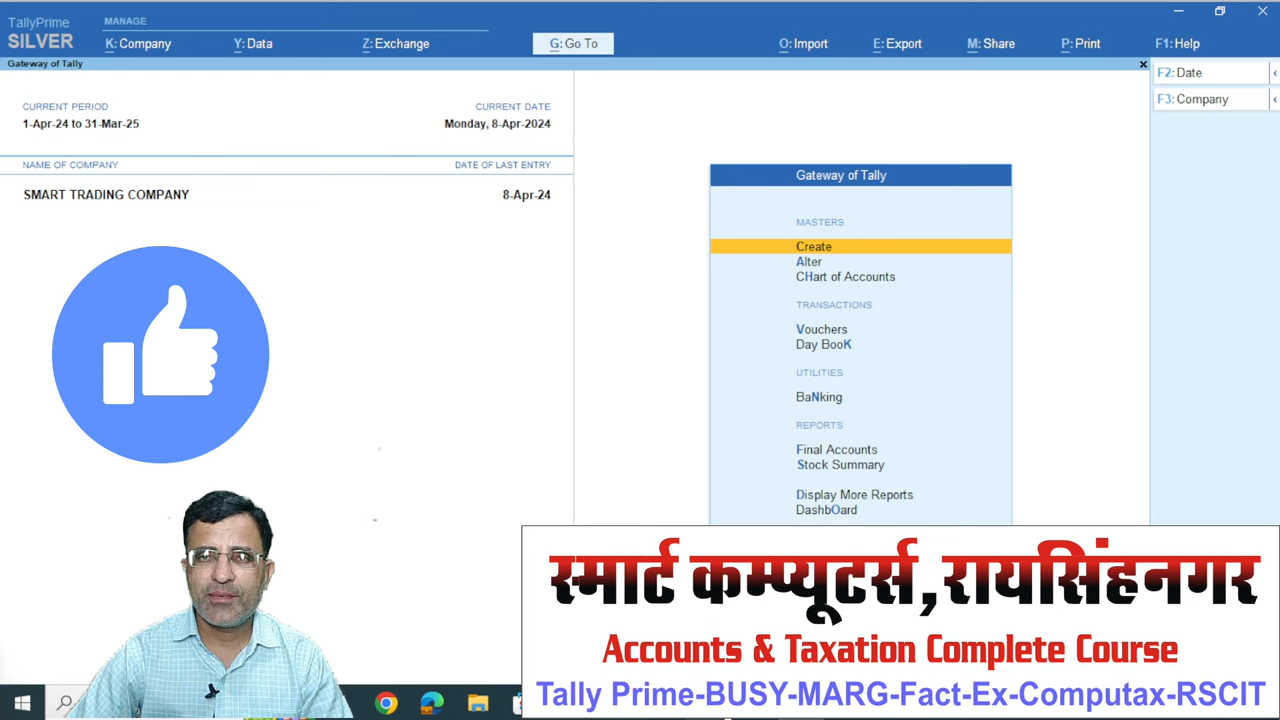 TallyPrime
SILVER
MANAGE
K: Company
Y: Data
Z: Exchange
G: Go To
O: Import
E: Export
M: Share
P: Print
F1: Help
Gateway of Tally
F2: Date
F3: Company
CURRENT PERIOD
CURRENT DATE
1-Apr-24 to 31-Mar-25
Monday, 8-Apr-2024
NAME OF COMPANY
DATE OF LAST ENTRY
SMART TRADING COMPANY
8-Apr-24
Gateway of Tally
MASTERS
Create
Alter
CHart of Accounts
TRANSACTIONS
Vouchers
Day BooK
UTILITIES
BaNking
REPORTS
Final Accounts
Stock Summary
Display More Reports
DashbOard
स्मार्ट कम्प्यूटर्स,रायसिंहनगर
Accounts & Taxation Complete Course
Tally Prime-BUSY-MARG-Fact-Ex-Computax-RSCIT